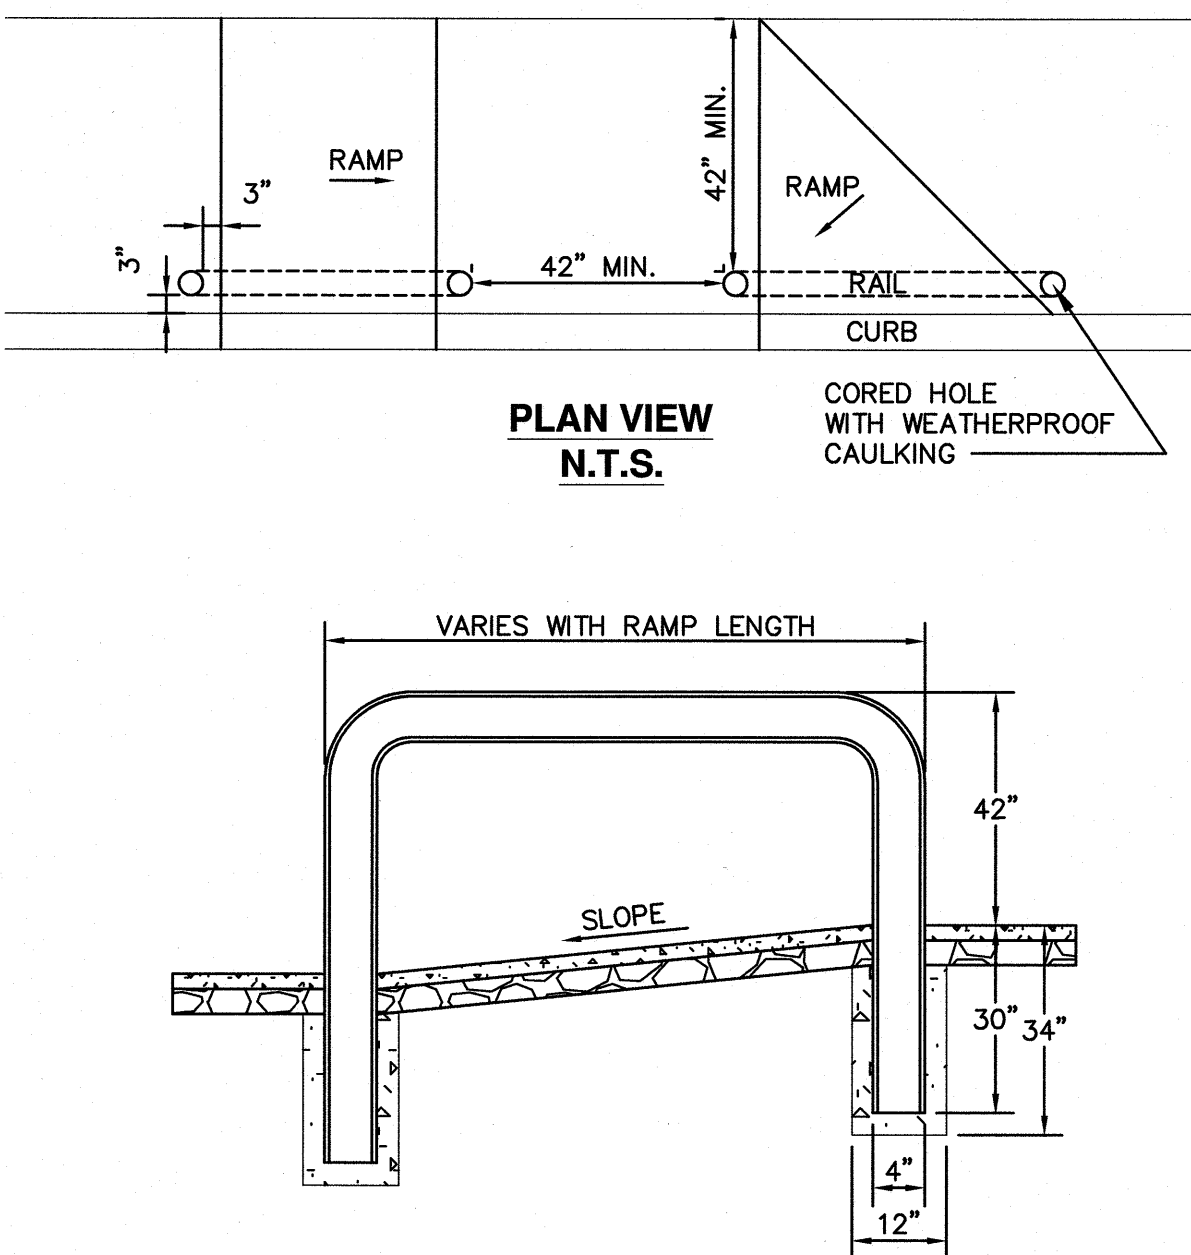 RAMP
3”
3”
42” MIN.
42” MIN.
RAMP
RAIL
CURB
CORED HOLE
WITH WEATHERPROOF
CAULKING
PLAN VIEW
N.T.S.
VARIES WITH RAMP LENGTH
42”
SLOPE
30”
34”
4”
12”